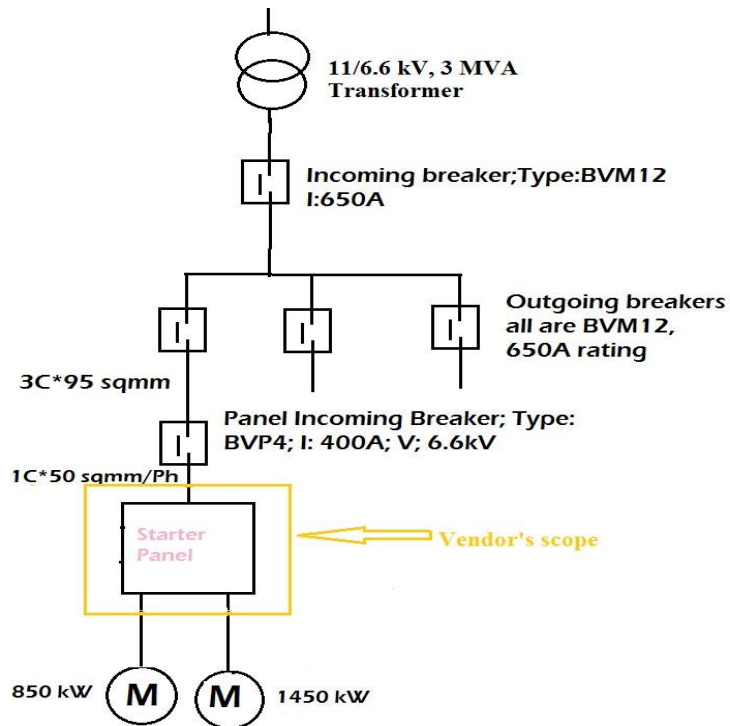 11/6.6 kV, 3 MVA
Transformer
Incoming breaker;Type:BVM12
I:650A
Outgoing breakers
all are BVM12,
650A rating
3C*95 sqmm
Panel Incoming Breaker; Type:
BVP4; I: 400A; V; 6.6kV
1C*50 sqmm/Ph
Starter
Panel
Vendor's scope
850 kW
M
M
1450 kW